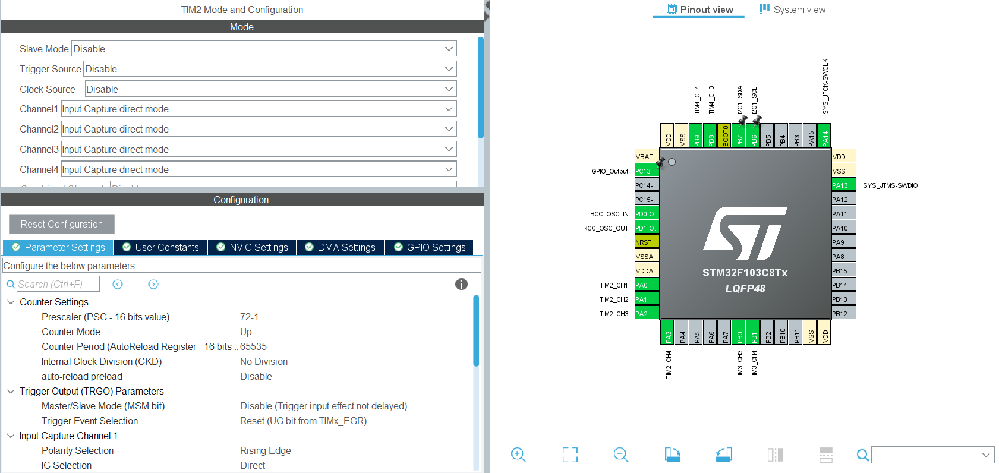 TIM2 Mode and Configuration
Mode
Slave Mode Disable
Trigger Source Disable
Clock Source Disable
Channel1 Input Capture direct mode
Channel2 Input Capture direct mode
Channel3 Input Capture direct mode
Channel4 Input Capture direct mode
Configuration
Reset Configuration
Parameter Settings User Constants NVIC Settings DMA Settings GPIO Settings
Configure the below parameters :
Search (Ctrl+F)
Counter Settings
Prescaler (PSC - 16 bits value) 72-1
Counter Mode Up
Counter Period (AutoReload Register - 16 bits .. 65535
Internal Clock Division (CKD) No Division
auto-reload preload Disable
Trigger Output (TRGO) Parameters
Master/Slave Mode (MSM bit) Disable (Trigger input effect not delayed)
Trigger Event Selection Reset (UG bit from TIMx_EGR)
Input Capture Channel 1
Polarity Selection Rising Edge
IC Selection Direct
Pinout view System view
TIM4_CH4 TIM4_CH3 I2C1_SDA I2C1_SCL SYS_JTCK-SWCLK
VDD VSS PB9 PB8 BOOT0 PB7 PB6 PB5 PB4 PB3 PA15 PA14
VBAT
GPIO_Output PC13-..
PC14-..
PC15-..
RCC_OSC_IN PD0-O..
RCC_OSC_OUT PD1-O..
NRST
VSSA
VDDA
TIM2_CH1 PA0-..
TIM2_CH2 PA1
TIM2_CH3 PA2
ST
STM32F103C8Tx
LQFP48
VDD
VSS
PA13 SYS_JTMS-SWDIO
PA12
PA11
PA10
PA9
PA8
PB15
PB14
PB13
PB12
PA3 PA4 PA5 PA6 PA7 PB0 PB1 PB2 PB10 PB11 VSS VDD
TIM2_CH4 TIM3_CH3 TIM3_CH4